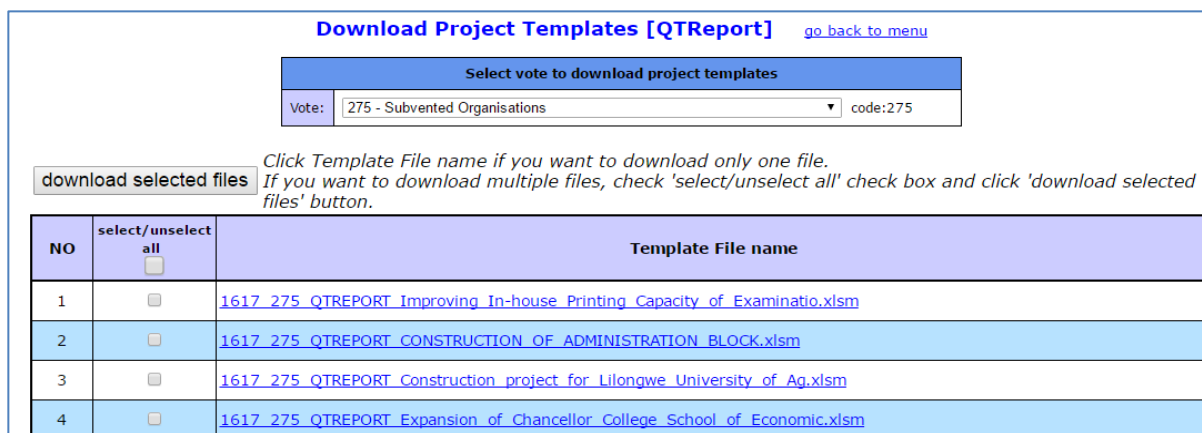 Download Project Templates [QTReport] go back to menu
Select vote to download project templates
Vote: 275 - Subvented Organisations code:275
Click Template File name if you want to download only one file.
download selected files If you want to download multiple files, check 'select/unselect all' check box and click 'download selected
files' button.
NO select/unselect all Template File name
1 1617_275_QTREPORT_Improving_In-house_Printing_Capacity_of_Examinatio.xlsm
2 1617_275_QTREPORT_CONSTRUCTION_OF_ADMINISTRATION_BLOCK.xlsm
3 1617_275_QTREPORT_Construction_project_for_Lilongwe_University_of_Ag.xlsm
4 1617_275_QTREPORT_Expansion_of_Chancellor_College_School_of_Economic.xlsm